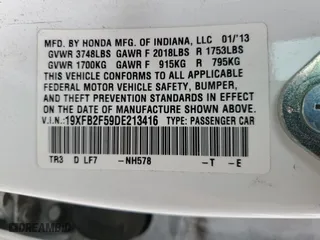 MFD. BY HONDA MFG. OF INDIANA, LLC 01/'13
GVWR 3748LBS GAWR F 2018LBS R 1753LBS
GVWR 1700KG GAWR F 915KG R 795KG
THIS VEHICLE CONFORMS TO ALL APPLICABLE
FEDERAL MOTOR VEHICLE SAFETY, BUMPER,
AND THEFT PREVENTION STANDARDS IN EFFECT ON
THE DATE OF MANUFACTURE SHOWN ABOVE.
V.I.N.: 19XFB2F59DE213416 TYPE: PASSENGER CAR
TR3 D LF7 -NH578 -T -E
© DREAMBID